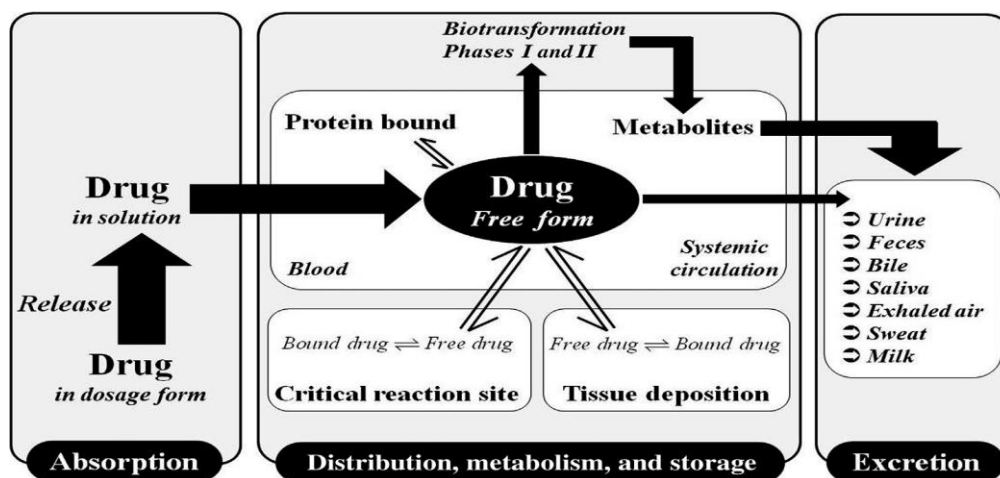 Drug
in solution
Release
Drug
in dosage form
Absorption
Biotransformation
Phases I and II
Protein bound
Metabolites
Drug
Free form
Blood
Systemic
circulation
Bound drug ⇌ Free drug
Critical reaction site
Free drug ⇌ Bound drug
Tissue deposition
Distribution, metabolism, and storage
➲ Urine
➲ Feces
➲ Bile
➲ Saliva
➲ Exhaled air
➲ Sweat
➲ Milk
Excretion